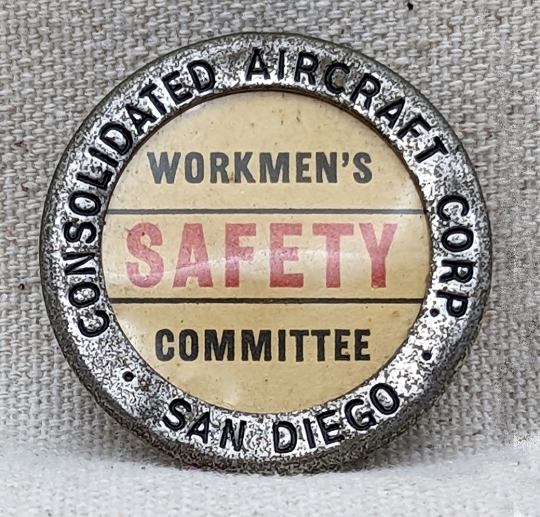 CONSOLIDATED AIRCRAFT CORP.
WORKMEN'S
SAFETY
COMMITTEE
• SAN DIEGO •